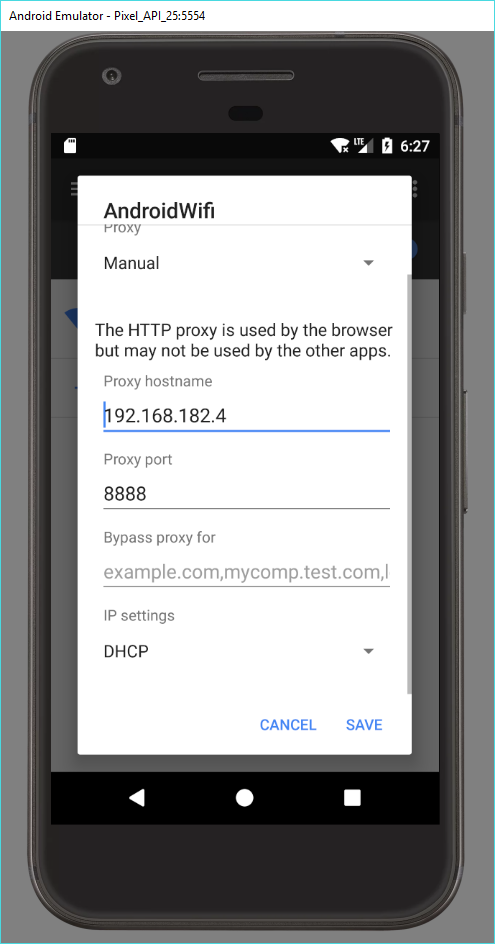 Android Emulator - Pixel_API_25:5554
LTE
6:27
AndroidWifi
Proxy
Manual
The HTTP proxy is used by the browser
but may not be used by the other apps.
Proxy hostname
192.168.182.4
Proxy port
8888
Bypass proxy for
example.com,mycomp.test.com,l
IP settings
DHCP
CANCEL SAVE